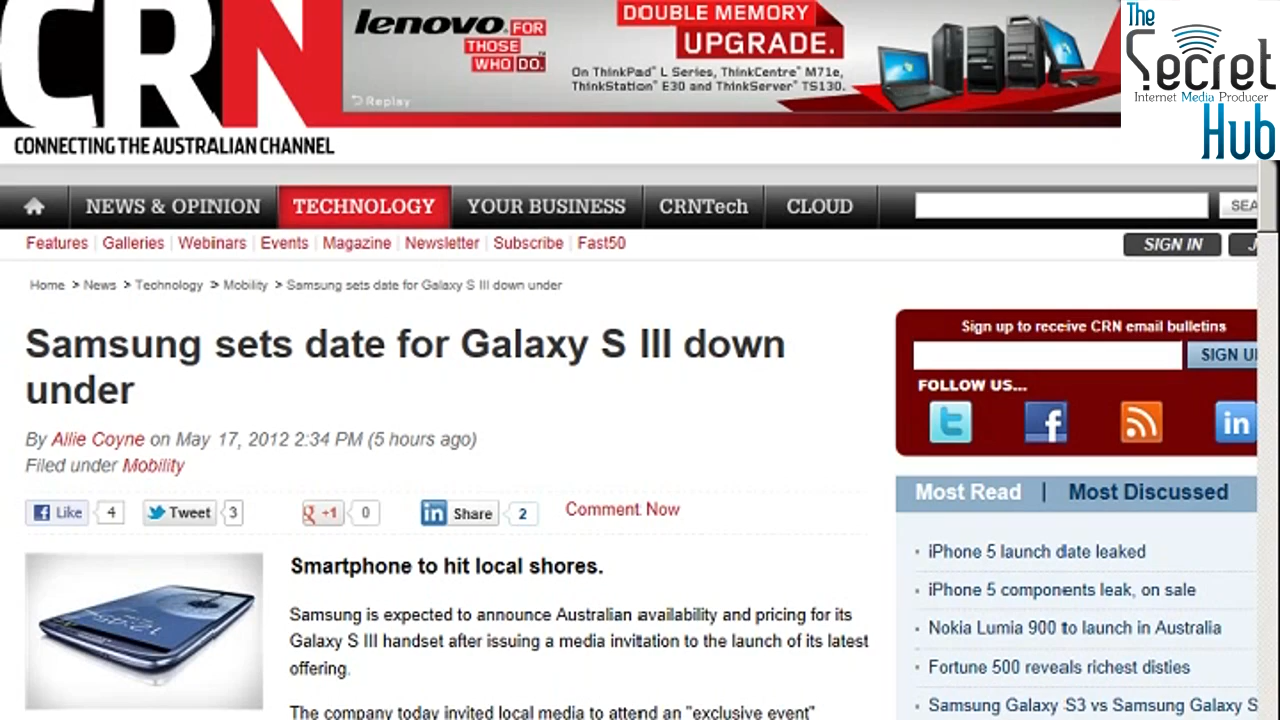 CRN
CONNECTING THE AUSTRALIAN CHANNEL
lenovo FOR THOSE WHO DO.
Replay
DOUBLE MEMORY
UPGRADE.
On ThinkPad® L Series, ThinkCentre® M71e,
ThinkStation® E30 and ThinkServer® TS130.
The
Secret
Internet Media Producer
Hub
NEWS & OPINION TECHNOLOGY YOUR BUSINESS CRNTech CLOUD SEA
Features | Galleries | Webinars | Events | Magazine | Newsletter | Subscribe | Fast50
SIGN IN J
Home > News > Technology > Mobility > Samsung sets date for Galaxy S III down under
Samsung sets date for Galaxy S III down
under
By Allie Coyne on May 17, 2012 2:34 PM (5 hours ago)
Filed under Mobility
Like 4 Tweet 3 +1 0 in Share 2 Comment Now
Smartphone to hit local shores.
Samsung is expected to announce Australian availability and pricing for its
Galaxy S III handset after issuing a media invitation to the launch of its latest
offering.
The company today invited local media to attend an "exclusive event"
Sign up to receive CRN email bulletins
SIGN U
FOLLOW US...
Most Read | Most Discussed
iPhone 5 launch date leaked
iPhone 5 components leak, on sale
Nokia Lumia 900 to launch in Australia
Fortune 500 reveals richest disties
Samsung Galaxy S3 vs Samsung Galaxy S